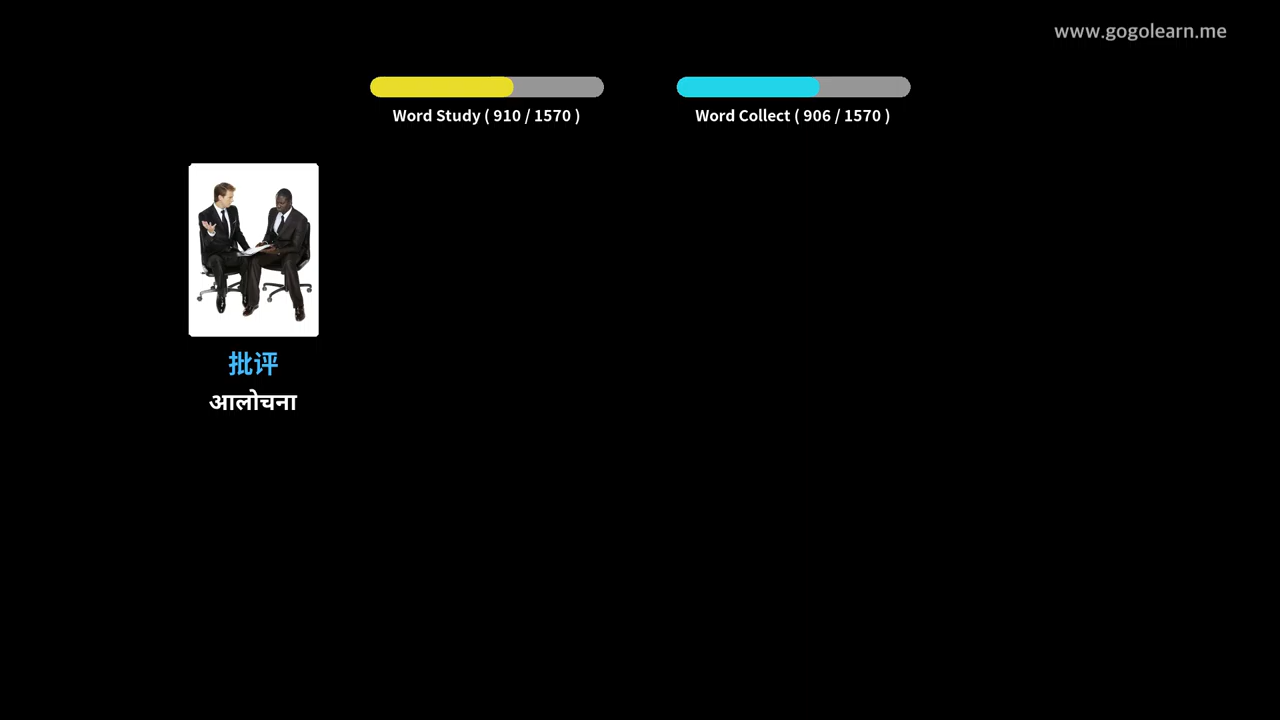 www.gogolearn.me
Word Study ( 910 / 1570 )
Word Collect ( 906 / 1570 )
批评
आलोचना